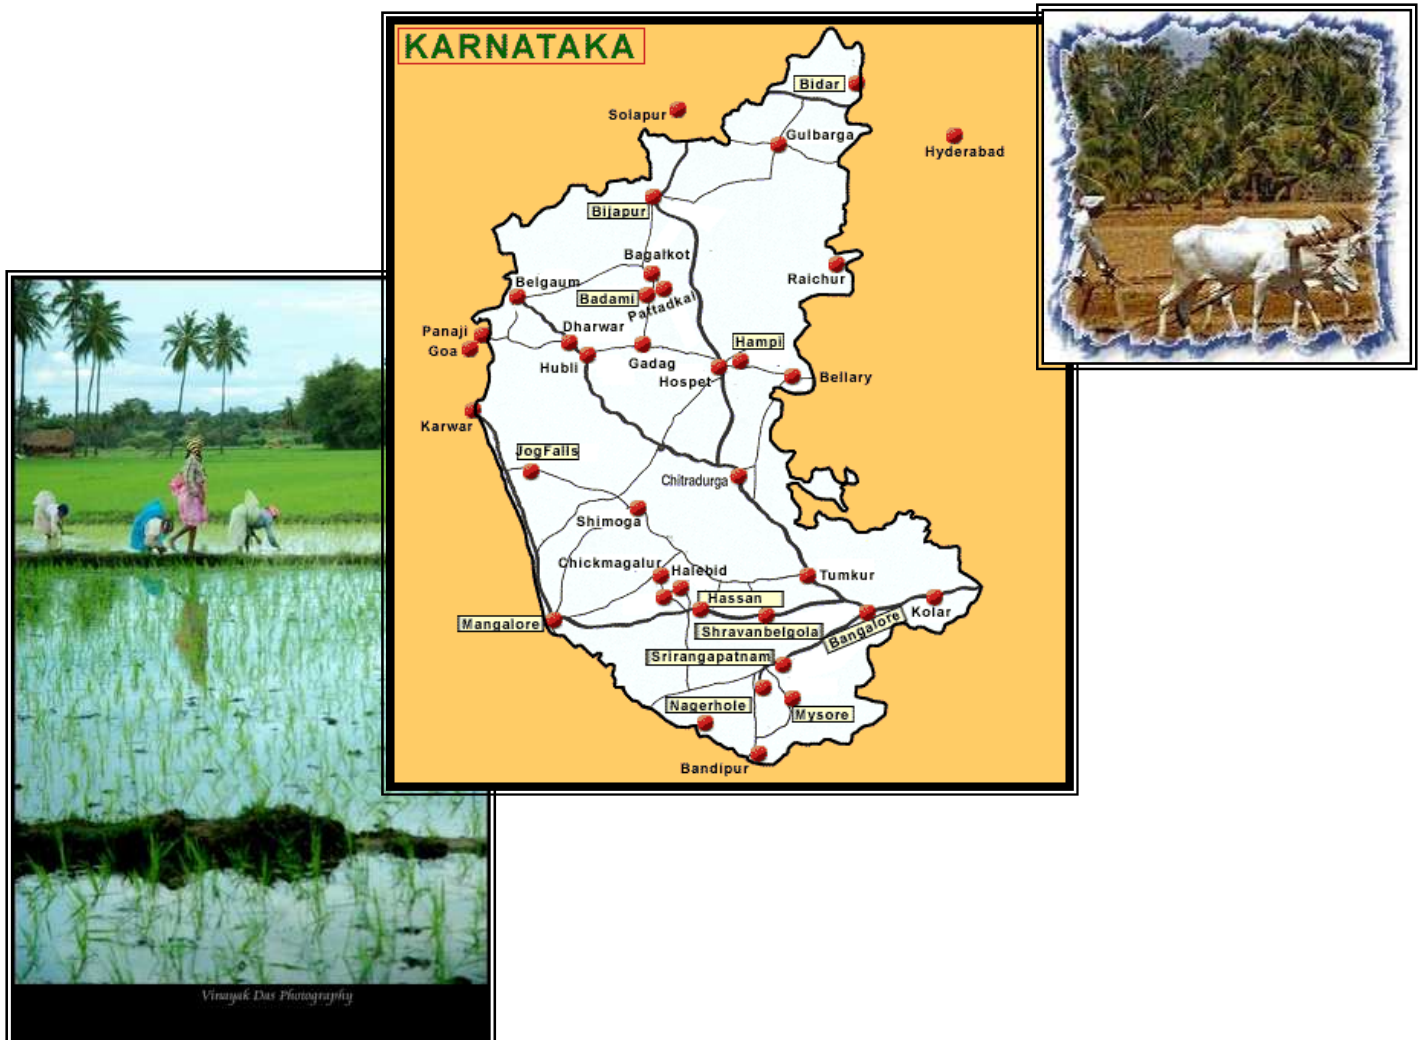 KARNATAKA
Bidar
Solapur
Gulbarga
Hyderabad
Bijapur
Bagalkot
Raichur
Belgaum
Badami
Pattadkal
Panaji
Dharwar
Goa
Hampi
Hubli
Gadag
Hospet
Bellary
Karwar
JogFalls
Chitradurga
Shimoga
Chickmagalur
Halebid
Tumkur
Hassan
Kolar
Mangalore
Shravanbelgola
Bangalore
Srirangapatnam
Nagerhole
Mysore
Bandipur
Vinayak Das Photography